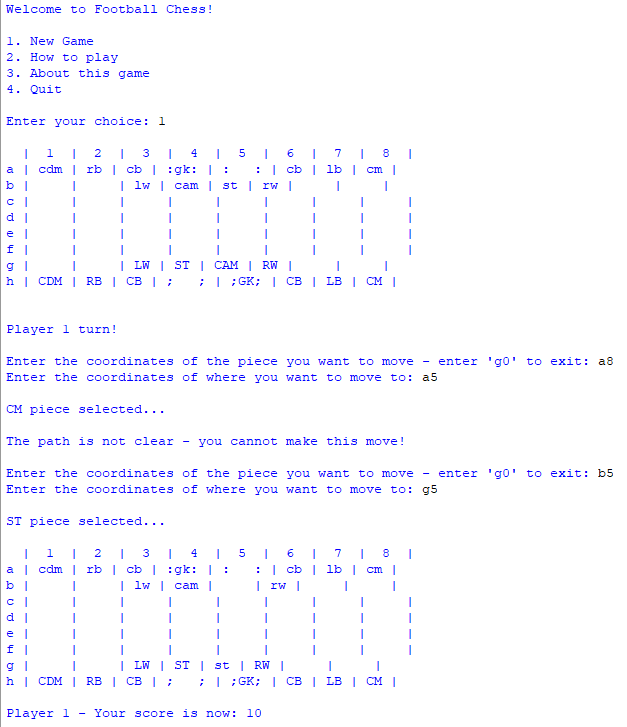 Welcome to Football Chess!
1. New Game
2. How to play
3. About this game
4. Quit
Enter your choice: 1
  |  1  |  2  |  3  |  4  |  5  |  6  |  7  |  8  |
a | cdm | rb | cb | :gk: | :   : | cb | lb | cm |
b |     |     | lw | cam | st | rw |     |     |
c |     |     |     |     |     |     |     |     |
d |     |     |     |     |     |     |     |     |
e |     |     |     |     |     |     |     |     |
f |     |     |     |     |     |     |     |     |
g |     |     | LW | ST | CAM | RW |     |     |
h | CDM | RB | CB | ;   ; | ;GK; | CB | LB | CM |
Player 1 turn!
Enter the coordinates of the piece you want to move - enter 'g0' to exit: a8
Enter the coordinates of where you want to move to: a5
CM piece selected...
The path is not clear - you cannot make this move!
Enter the coordinates of the piece you want to move - enter 'g0' to exit: b5
Enter the coordinates of where you want to move to: g5
ST piece selected...
  |  1  |  2  |  3  |  4  |  5  |  6  |  7  |  8  |
a | cdm | rb | cb | :gk: | :   : | cb | lb | cm |
b |     |     | lw | cam |     | rw |     |     |
c |     |     |     |     |     |     |     |     |
d |     |     |     |     |     |     |     |     |
e |     |     |     |     |     |     |     |     |
f |     |     |     |     |     |     |     |     |
g |     |     | LW | ST | st | RW |     |     |
h | CDM | RB | CB | ;   ; | ;GK; | CB | LB | CM |
Player 1 - Your score is now: 10